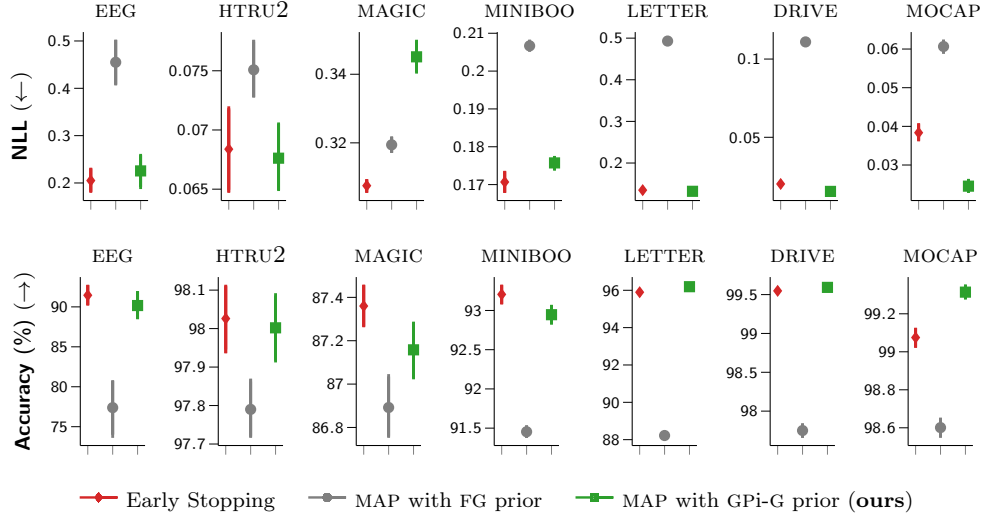 EEG HTRU2 MAGIC MINIBOO LETTER DRIVE MOCAP
NLL (←)
0.5 0.4 0.3 0.2
0.075 0.07 0.065
0.34 0.32
0.21 0.2 0.19 0.18 0.17
0.5 0.4 0.3 0.2
0.1 0.05
0.06 0.05 0.04 0.03
EEG HTRU2 MAGIC MINIBOO LETTER DRIVE MOCAP
Accuracy (%) (→)
90 85 80 75
98.1 98 97.9 97.8 97.7
87.4 87.2 87 86.8
93 92.5 92 91.5
96 94 92 90 88
99.5 99 98.5 98
99.2 99 98.8 98.6
Early Stopping MAP with FG prior MAP with GPi-G prior (ours)